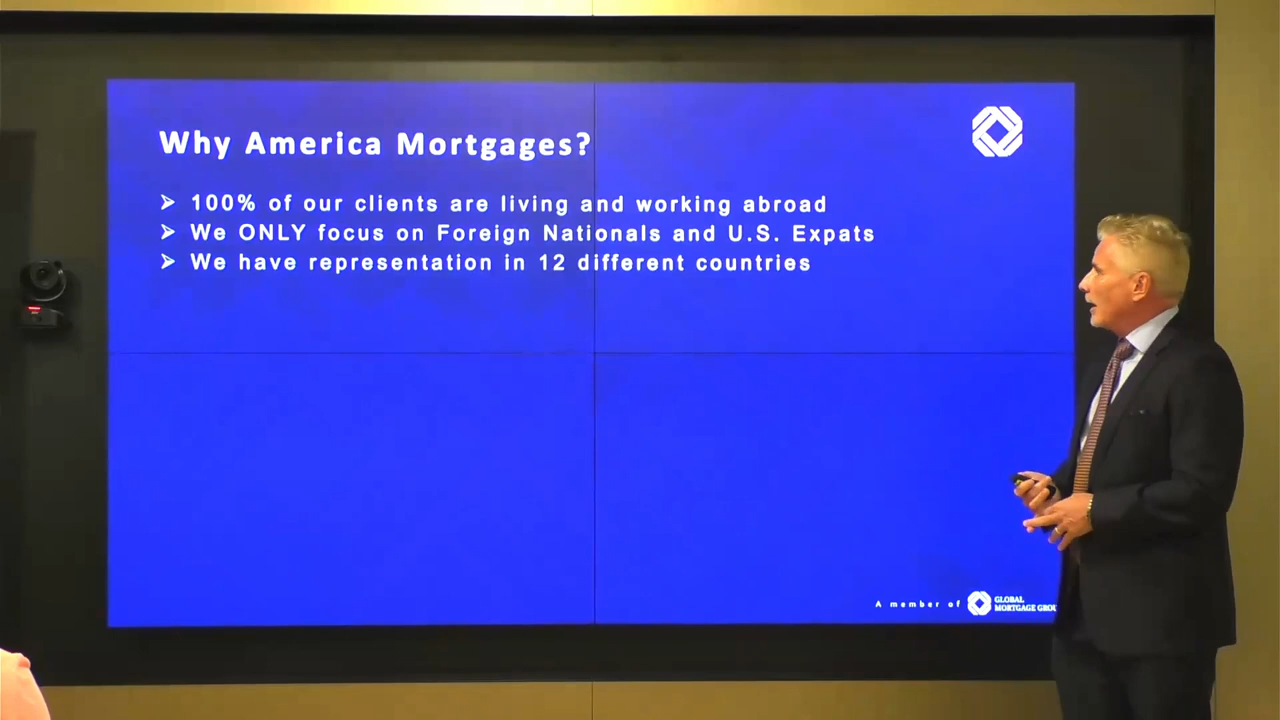 Why America Mortgages?
➢ 100% of our clients are living and working abroad
➢ We ONLY focus on Foreign Nationals and U.S. Expats
➢ We have representation in 12 different countries
A member of
GLOBAL
MORTGAGE GROU